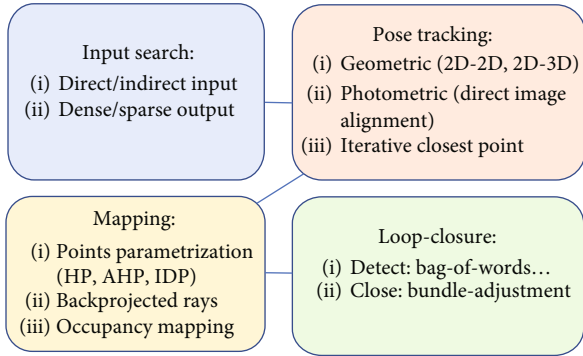 Input search:
(i) Direct/indirect input
(ii) Dense/sparse output
Pose tracking:
(i) Geometric (2D-2D, 2D-3D)
(ii) Photometric (direct image
alignment)
(iii) Iterative closest point
Mapping:
(i) Points parametrization
(HP, AHP, IDP)
(ii) Backprojected rays
(iii) Occupancy mapping
Loop-closure:
(i) Detect: bag-of-words…
(ii) Close: bundle-adjustment